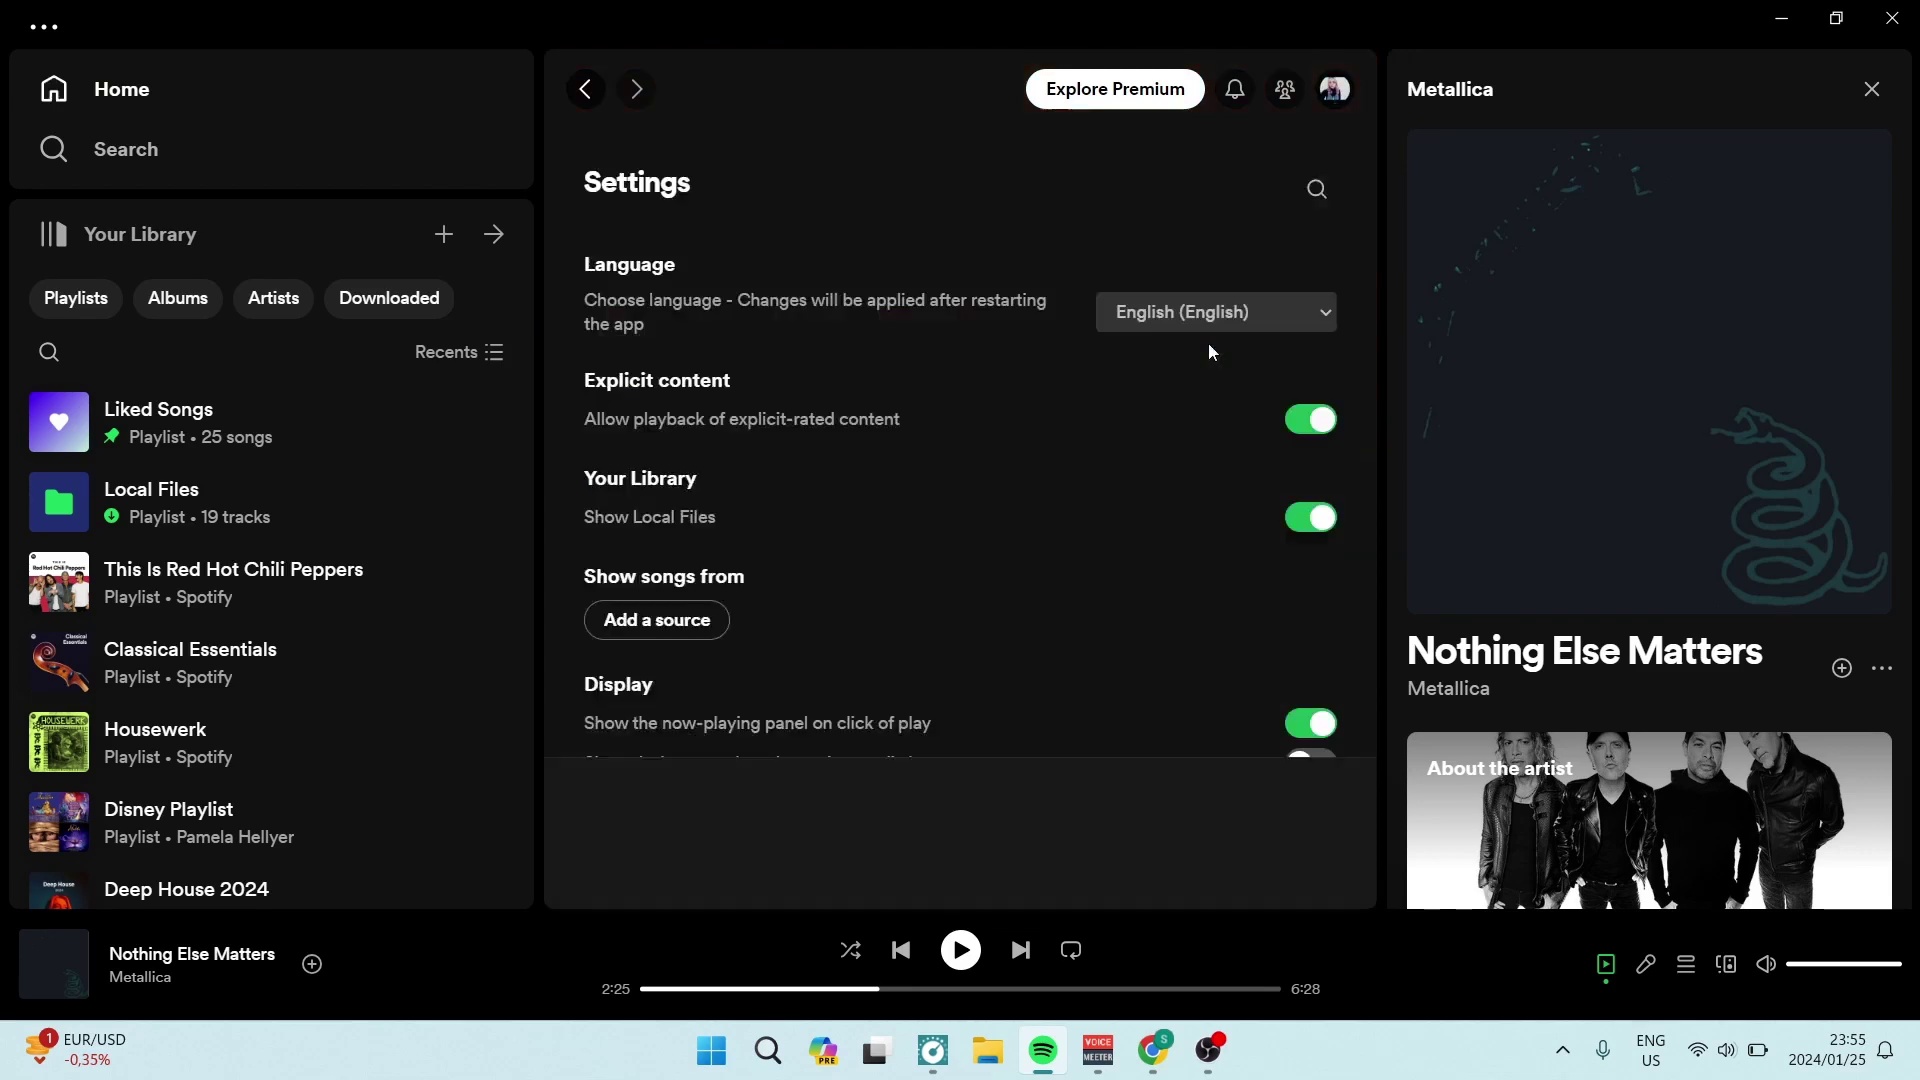 Home
Search
Your Library
Playlists
Albums
Artists
Downloaded
Recents
Liked Songs
Playlist • 25 songs
Local Files
Playlist • 19 tracks
This Is Red Hot Chili Peppers
Playlist • Spotify
Classical Essentials
Playlist • Spotify
Housewerk
Playlist • Spotify
Disney Playlist
Playlist • Pamela Hellyer
Deep House 2024
Explore Premium
Settings
Language
Choose language - Changes will be applied after restarting
the app
English (English)
Explicit content
Allow playback of explicit-rated content
Your Library
Show Local Files
Show songs from
Add a source
Display
Show the now-playing panel on click of play
Metallica
Nothing Else Matters
Metallica
About the artist
Nothing Else Matters
Metallica
2:25
6:28
1
EUR/USD
-0,35%
PRE
VOICE
MEETER
S
ENG
US
23:55
2024/01/25